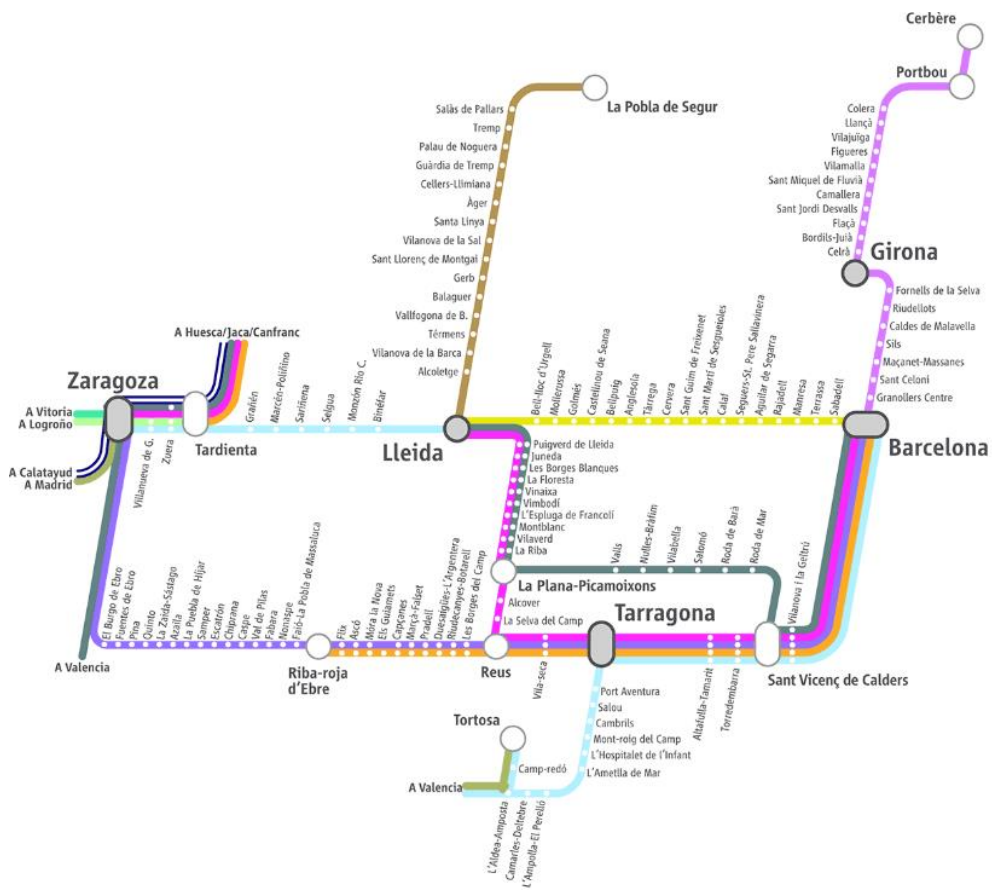 Cerbère
Portbou
Colera
Llançà
Vilajuïga
Figueres
Vilamalla
Sant Miquel de Fluvià
Camallera
Sant Jordi Desvalls
Flaçà
Bordils-Juià
Celrà
Girona
Fornells de la Selva
Riudellots
Caldes de Malavella
Sils
Maçanet-Massanes
Sant Celoni
Granollers Centre
La Pobla de Segur
Salàs de Pallars
Tremp
Palau de Noguera
Guàrdia de Tremp
Cellers-Llimiana
Àger
Santa Linya
Vilanova de la Sal
Sant Llorenç de Montgai
Gerb
Balaguer
Vallfogona de B.
Térmens
Vilanova de la Barca
Alcoletge
A Huesca/Jaca/Canfranc
Zaragoza
A Vitoria
A Logroño
A Calatayud
A Madrid
Villanueva de G.
Zuera
Tardienta
Grañén
Marcén-Poliñino
Sariñena
Selgua
Monzón Río C.
Binéfar
Lleida
Bell-lloc d'Urgell
Mollerussa
Golmés
Castellnou de Seana
Bellpuig
Anglesola
Tàrrega
Cervera
Sant Guim de Freixenet
Sant Martí de Sesgueioles
Calaf
Seguers-St. Pere Sallavinera
Aguilar de Segarra
Rajadell
Manresa
Terrassa
Sabadell
Barcelona
Puigverd de Lleida
Juneda
Les Borges Blanques
La Floresta
Vinaixa
Vimbodí
L'Espluga de Francolí
Montblanc
Vilaverd
La Riba
La Plana-Picamoixons
Valls
Nulles-Bràfim
Vilabella
Salomó
Roda de Barà
Roda de Mar
Vilanova i la Geltrú
Alcover
La Selva del Camp
Tarragona
A Valencia
El Burgo de Ebro
Fuentes de Ebro
Pina
Quinto
La Zaida-Sástago
Azaila
La Puebla de Híjar
Samper
Escatrón
Chiprana
Caspe
Val de Pilas
Fabara
Nonaspe
Faió-La Pobla de Massaluca
Riba-roja
d'Ebre
Flix
Ascó
Móra la Nova
Els Guiamets
Capçanes
Marçà-Falset
Pradell
Duesaigües-L'Argentera
Riudecanyes-Botarell
Les Borges del Camp
Reus
Vila-seca
Altafulla-Tamarit
Torredembarra
Sant Vicenç de Calders
Port Aventura
Salou
Cambrils
Mont-roig del Camp
L'Hospitalet de l'Infant
L'Ametlla de Mar
Tortosa
Camp-redó
A Valencia
L'Aldea-Amposta
Camarles-Deltebre
L'Ampolla-El Perelló